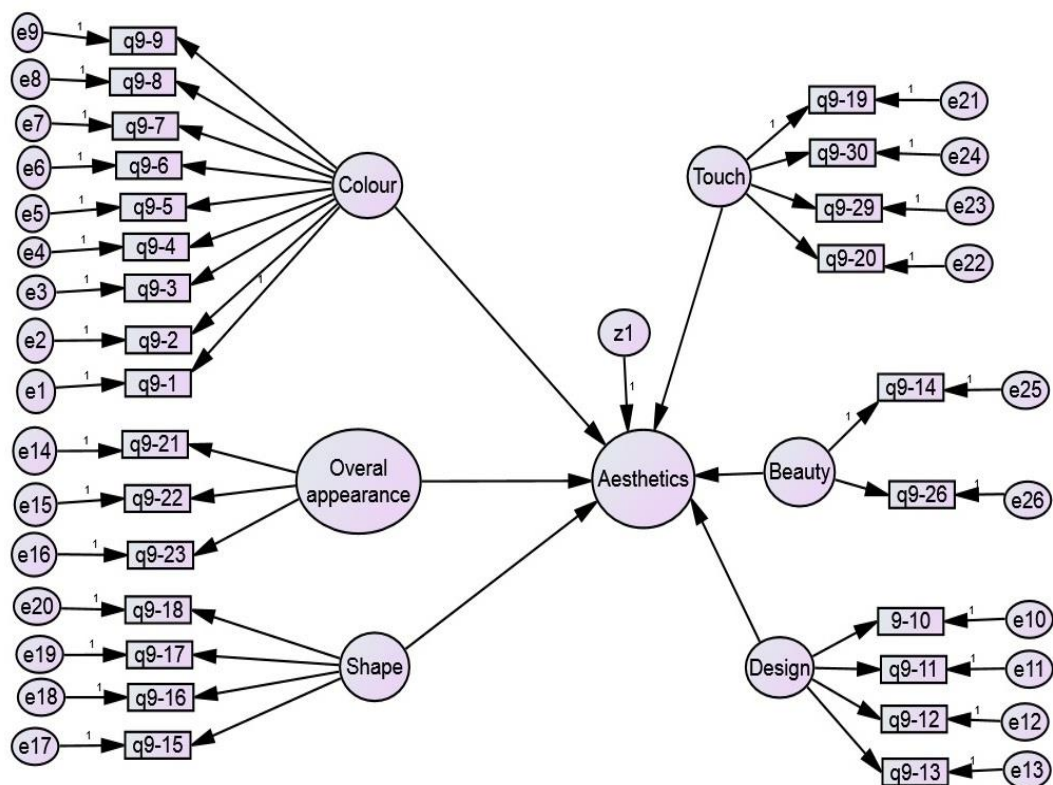 e9 1 q9-9
e8 1 q9-8
e7 1 q9-7
e6 1 q9-6
e5 1 q9-5
e4 1 q9-4
e3 1 q9-3
e2 1 q9-2
e1 1 q9-1
Colour
1
e14 1 q9-21
e15 1 q9-22
e16 1 q9-23
Overal
appearance
e20 1 q9-18
e19 1 q9-17
e18 1 q9-16
e17 1 q9-15
Shape
z1
1
Aesthetics
Touch
1
q9-19 1 e21
q9-30 1 e24
q9-29 1 e23
q9-20 1 e22
Beauty
1
q9-14 1 e25
q9-26 1 e26
Design
9-10 1 e10
q9-11 1 e11
q9-12 1 e12
q9-13 1 e13